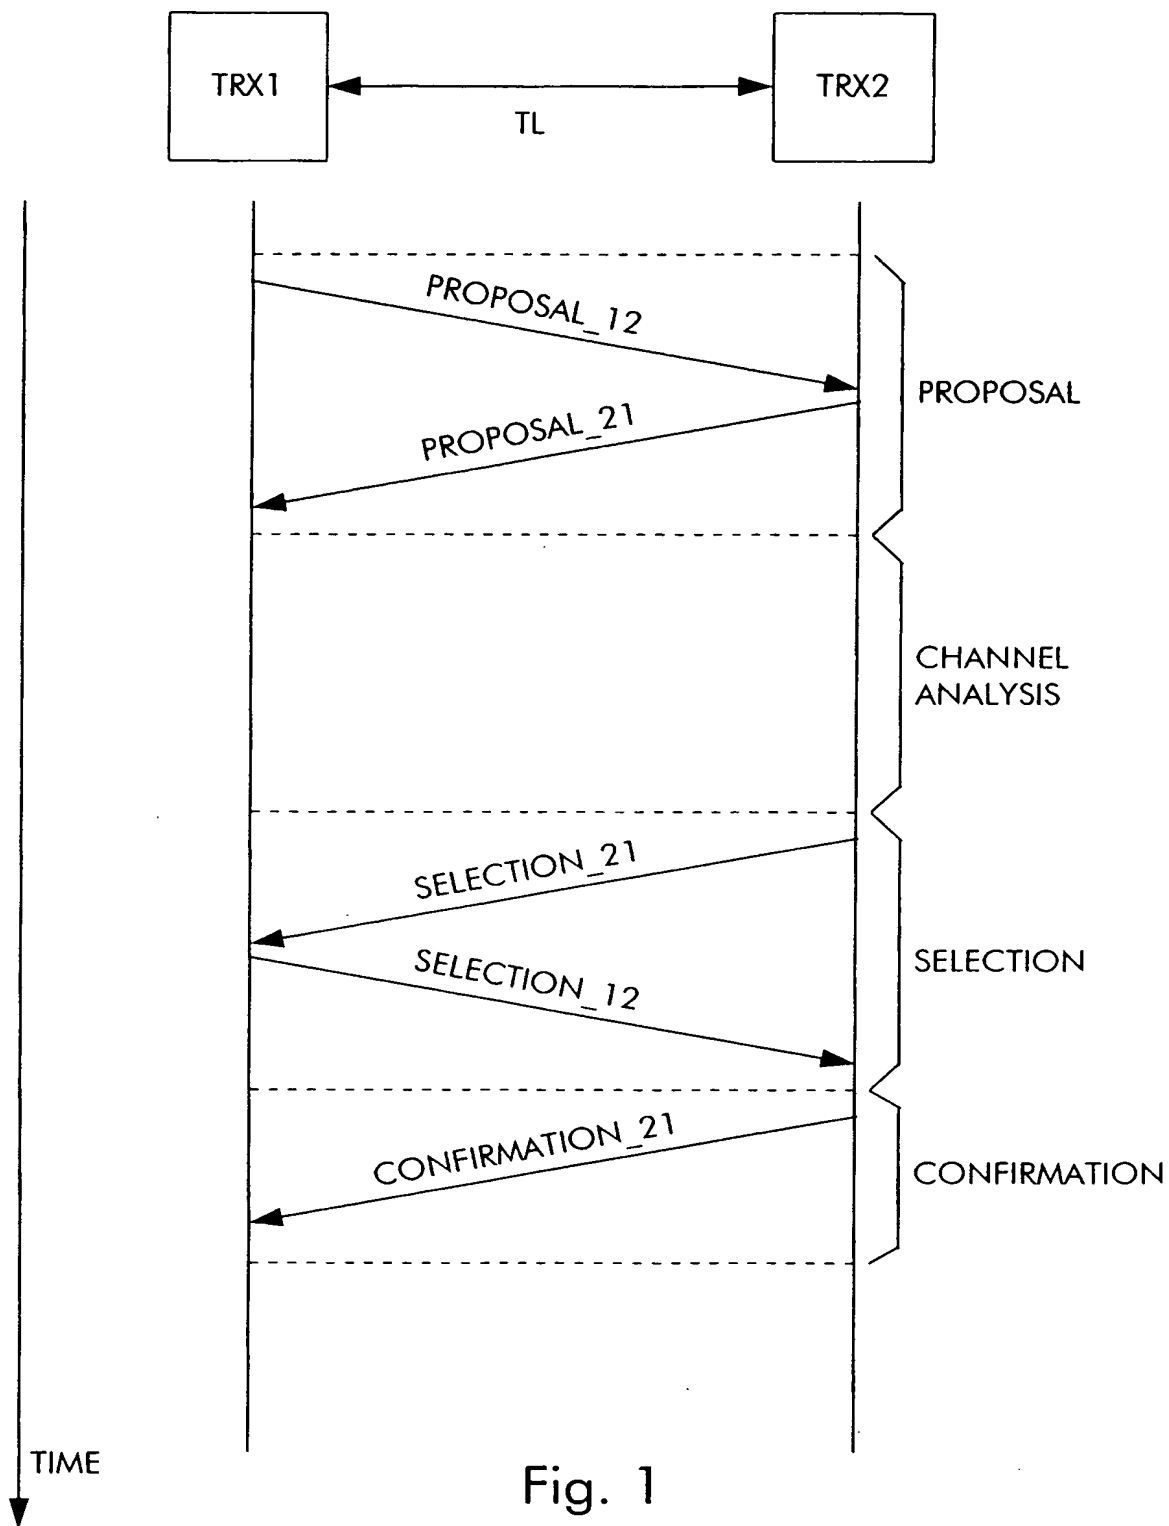 TRX1
TRX2
TL
PROPOSAL_12
PROPOSAL
PROPOSAL_21
CHANNEL
ANALYSIS
SELECTION_21
SELECTION
SELECTION_12
CONFIRMATION_21
CONFIRMATION
TIME
Fig. 1